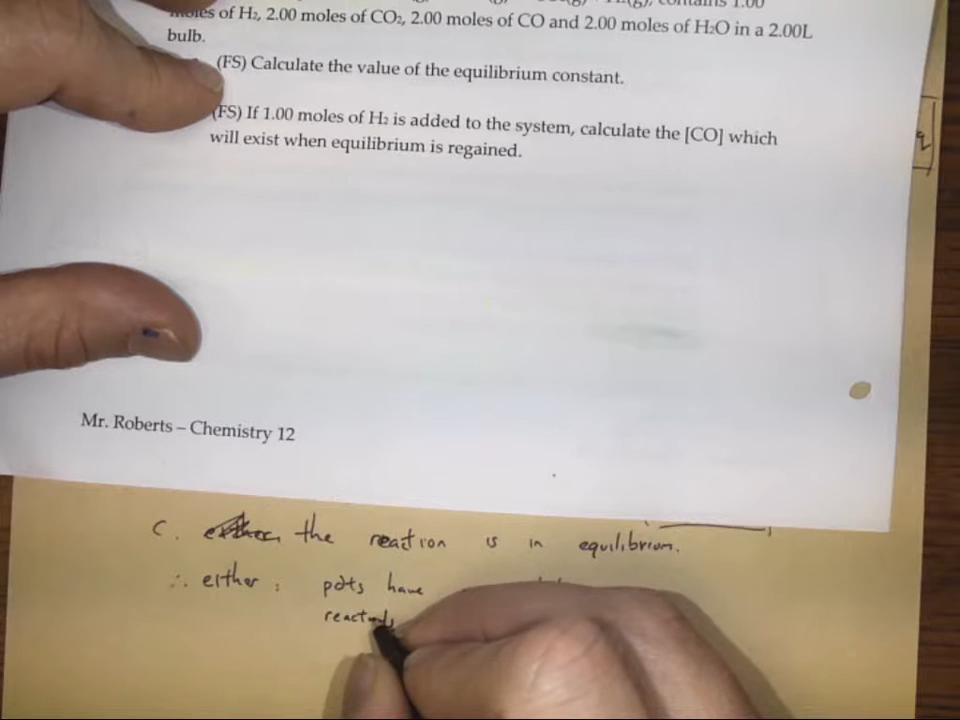 moles of H₂, 2.00 moles of CO₂, 2.00 moles of CO and 2.00 moles of H₂O in a 2.00L
bulb.
(FS) Calculate the value of the equilibrium constant.
(FS) If 1.00 moles of H₂ is added to the system, calculate the [CO] which
will exist when equilibrium is regained.
Mr. Roberts – Chemistry 12
C. the reaction is in equilibrium.
∴ either: pdts have